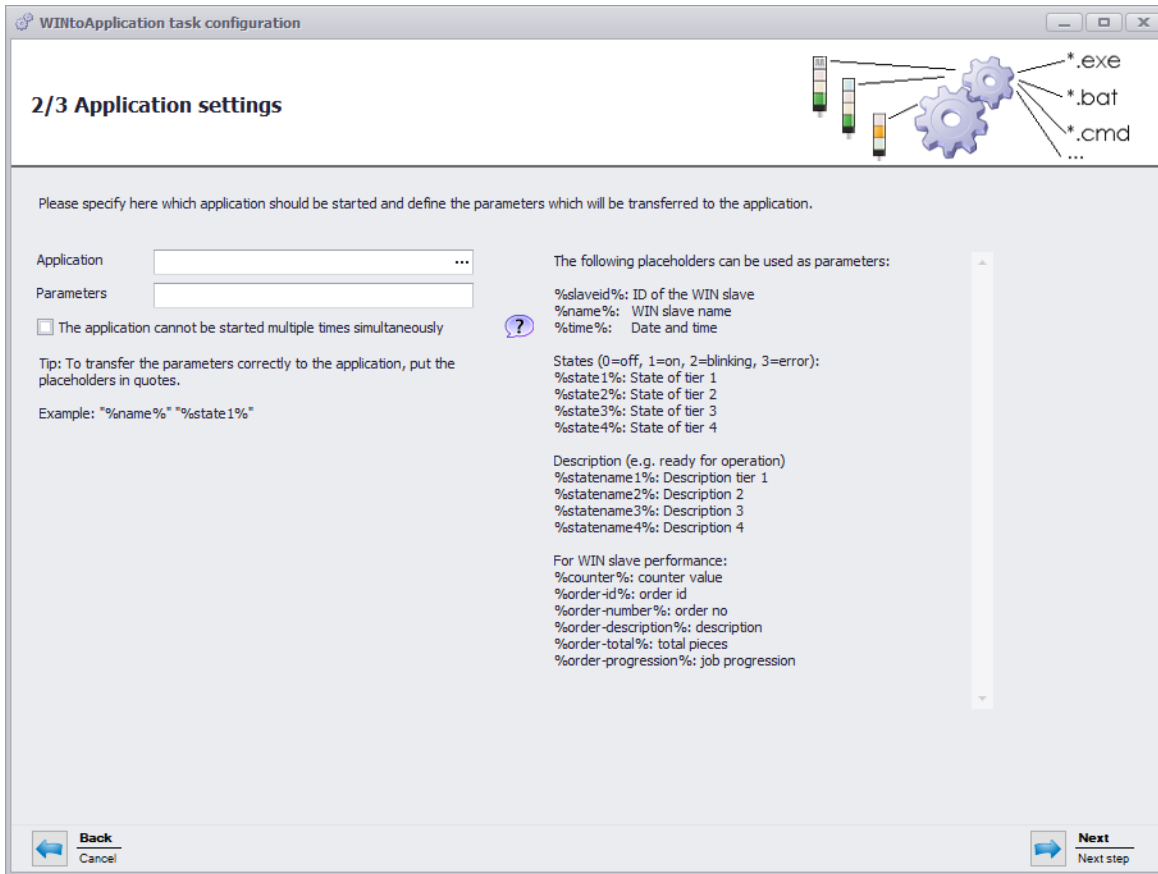 WINtoApplication task configuration
*.exe
*.bat
*.cmd
...
2/3 Application settings
Please specify here which application should be started and define the parameters which will be transferred to the application.
Application
...
Parameters
The application cannot be started multiple times simultaneously
?
Tip: To transfer the parameters correctly to the application, put the
placeholders in quotes.
Example: "%name%" "%state1%"
The following placeholders can be used as parameters:
%slaveid%: ID of the WIN slave
%name%: WIN slave name
%time%: Date and time
States (0=off, 1=on, 2=blinking, 3=error):
%state1%: State of tier 1
%state2%: State of tier 2
%state3%: State of tier 3
%state4%: State of tier 4
Description (e.g. ready for operation)
%statename1%: Description tier 1
%statename2%: Description 2
%statename3%: Description 3
%statename4%: Description 4
For WIN slave performance:
%counter%: counter value
%order-id%: order id
%order-number%: order no
%order-description%: description
%order-total%: total pieces
%order-progression%: job progression
Back
Cancel
Next
Next step